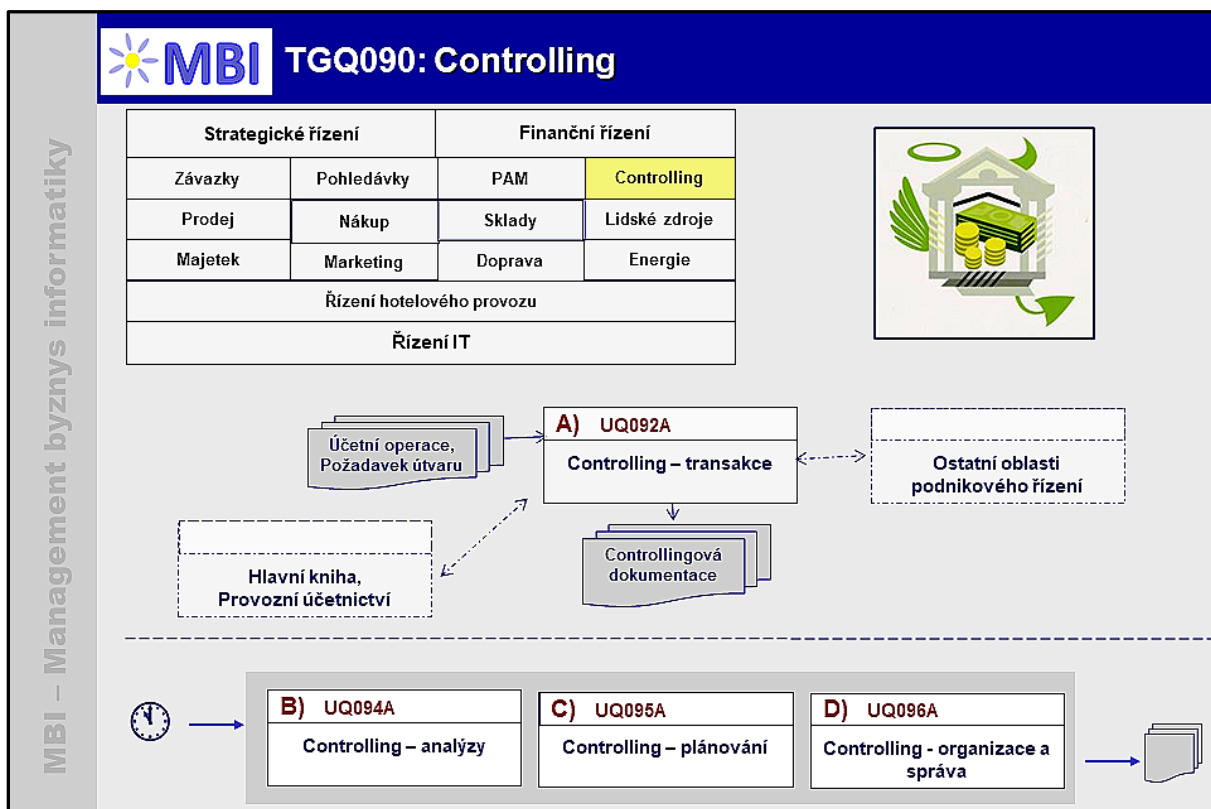 MBI – Management byznys informatiky
MBI
TGQ090: Controlling
Strategické řízení
Finanční řízení
Závazky
Pohledávky
PAM
Controlling
Prodej
Nákup
Sklady
Lidské zdroje
Majetek
Marketing
Doprava
Energie
Řízení hotelového provozu
Řízení IT
Účetní operace,
Požadavek útvaru
A) UQ092A
Controlling – transakce
Ostatní oblasti
podnikového řízení
Hlavní kniha,
Provozní účetnictví
Controllingová
dokumentace
B) UQ094A
Controlling – analýzy
C) UQ095A
Controlling – plánování
D) UQ096A
Controlling - organizace a
správa